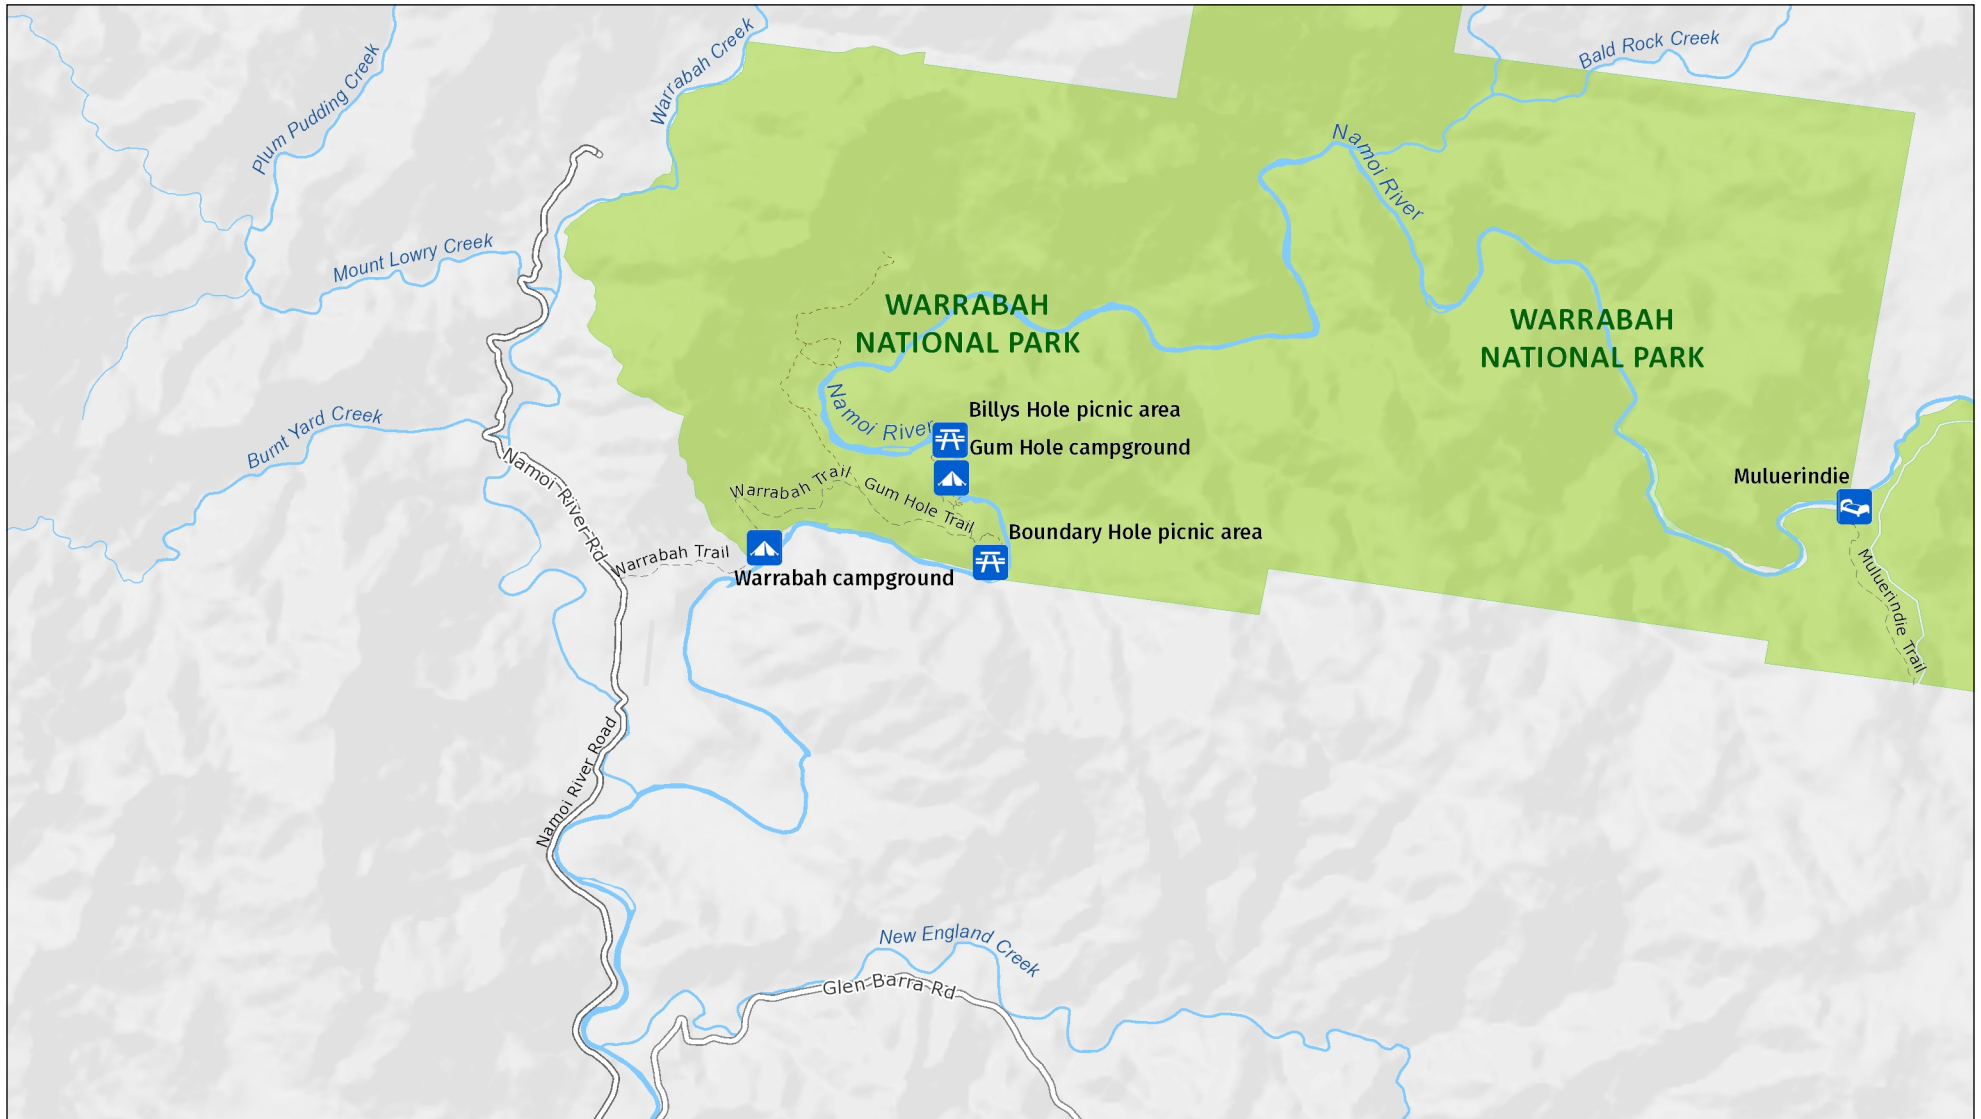 Warrabah Creek
Bald Rock Creek
Plum Pudding Creek
Namoi River
Mount Lowry Creek
WARRABAH
NATIONAL PARK
WARRABAH
NATIONAL PARK
Namoi River
Billys Hole picnic area
Gum Hole campground
Burnt Yard Creek
Namoi River Rd
Warrabah Trail
Gum Hole Trail
Muluerindie
Boundary Hole picnic area
Warrabah Trail
Warrabah campground
Muluerindie Trail
Namoi River Road
New England Creek
Glen Barra Rd